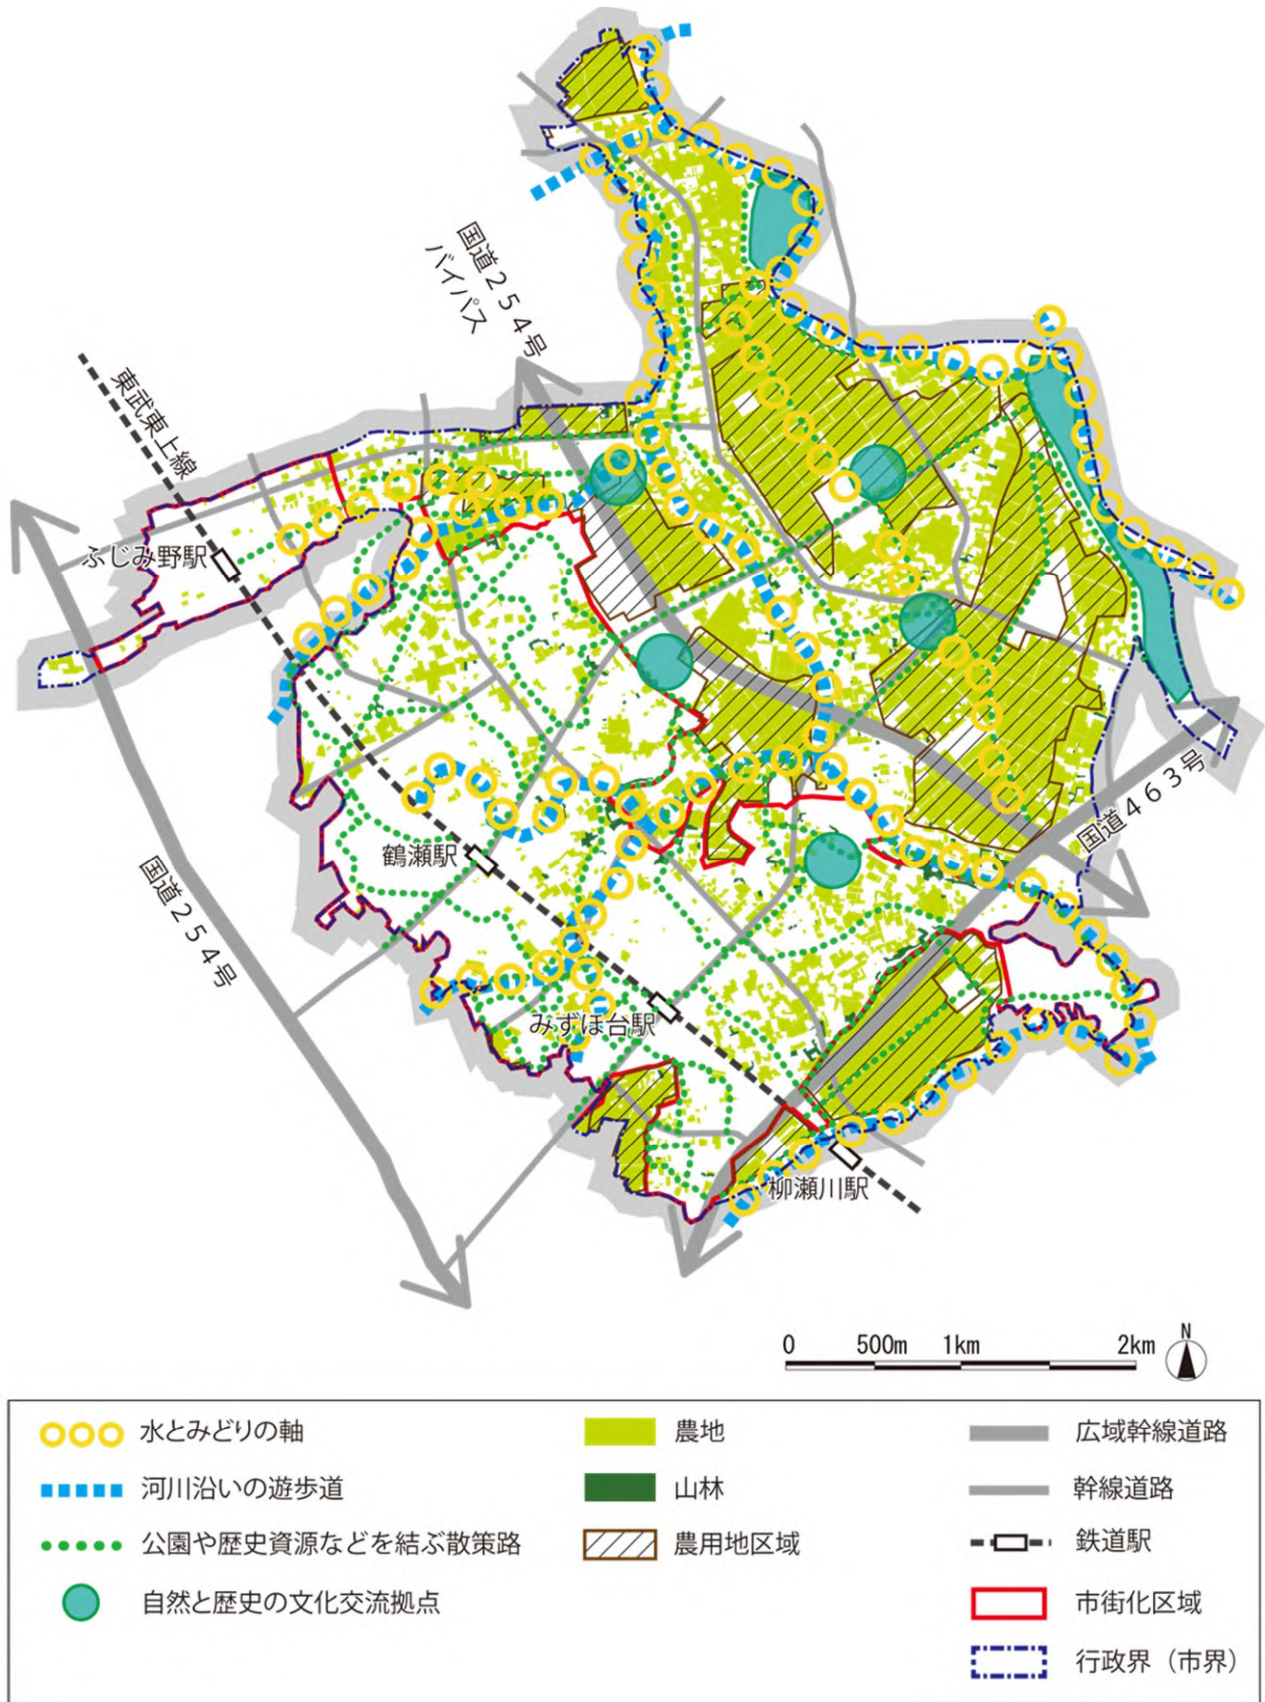 国道２５４号
バイパス
東武東上線
ふじみ野駅
国道４６３号
鶴瀬駅
国道２５４号
みずほ台駅
柳瀬川駅
0 500m 1km 2km
N
水とみどりの軸
農地
広域幹線道路
河川沿いの遊歩道
山林
幹線道路
公園や歴史資源などを結ぶ散策路
農用地区域
鉄道駅
自然と歴史の文化交流拠点
市街化区域
行政界（市界）